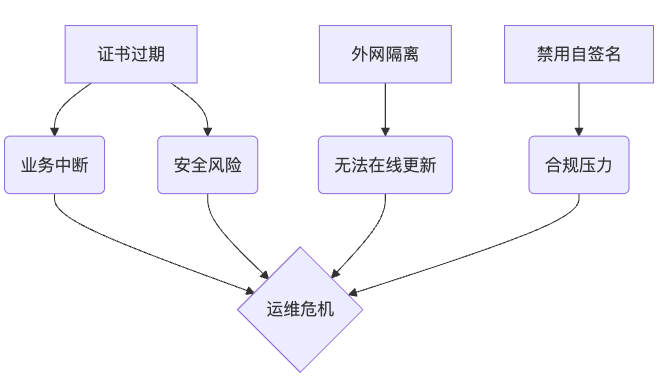 证书过期
外网隔离
禁用自签名
业务中断
安全风险
无法在线更新
合规压力
运维危机